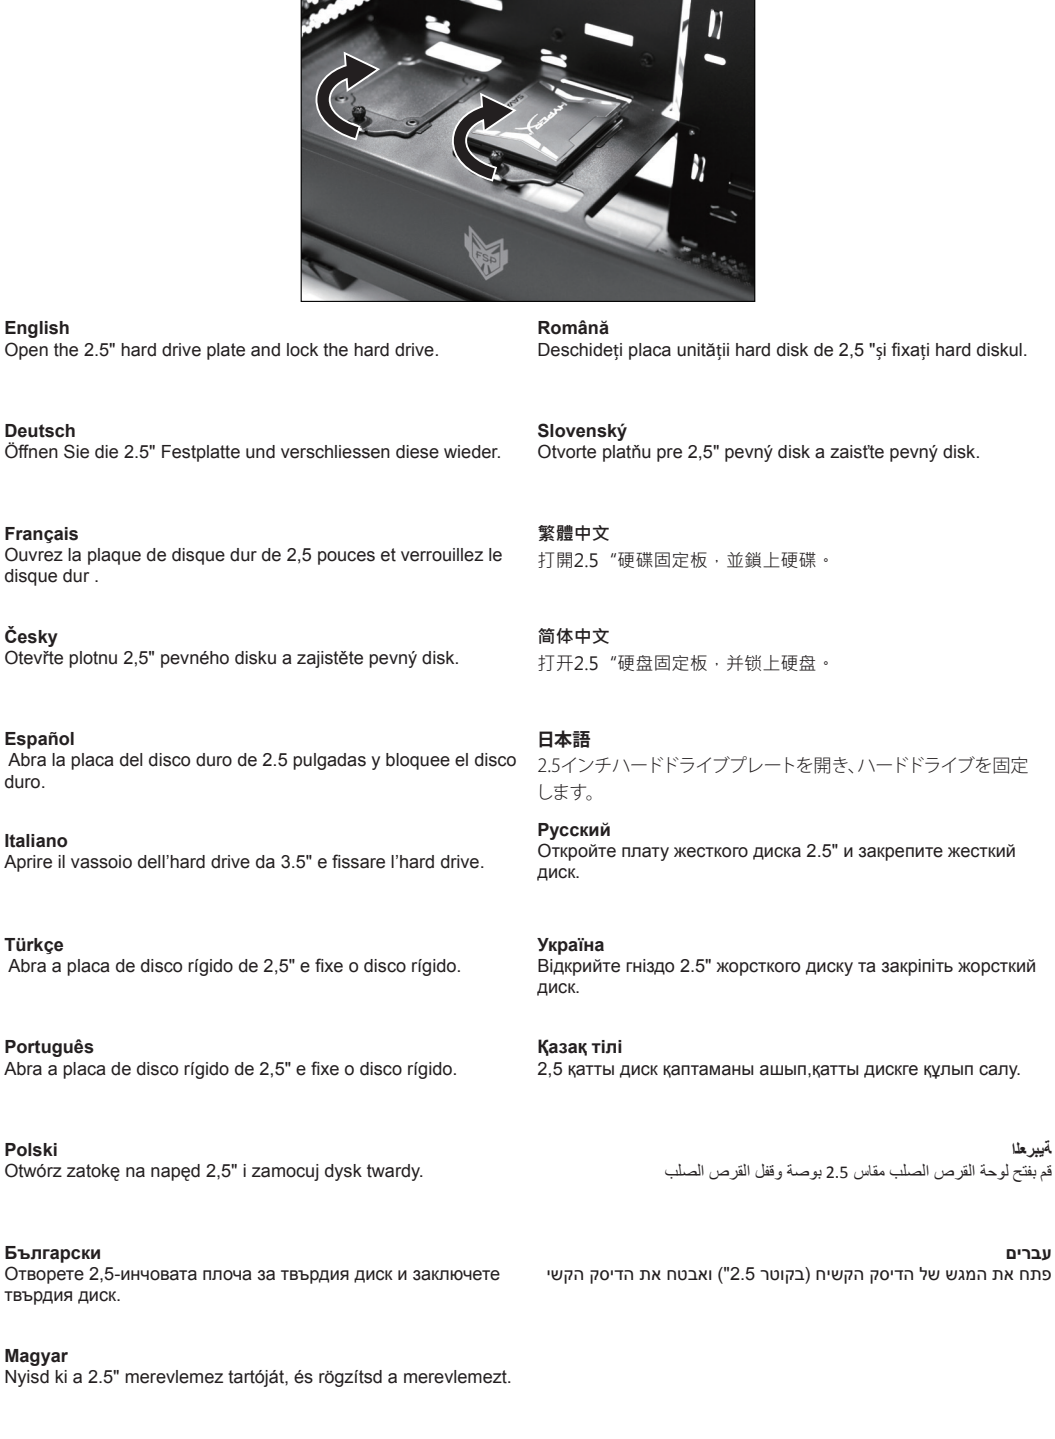 HYPERX
FSP
English
Open the 2.5" hard drive plate and lock the hard drive.
Deutsch
Öffnen Sie die 2.5" Festplatte und verschliessen diese wieder.
Français
Ouvrez la plaque de disque dur de 2,5 pouces et verrouillez le
disque dur .
Česky
Otevřte plotnu 2,5" pevného disku a zajistěte pevný disk.
Español
Abra la placa del disco duro de 2.5 pulgadas y bloquee el disco
duro.
Italiano
Aprire il vassoio dell'hard drive da 3.5" e fissare l'hard drive.
Türkçe
Abra a placa de disco rígido de 2,5" e fixe o disco rígido.
Português
Abra a placa de disco rígido de 2,5" e fixe o disco rígido.
Polski
Otwórz zatokę na napęd 2,5" i zamocuj dysk twardy.
Български
Отворете 2,5-инчовата плоча за твърдия диск и заключете
твърдия диск.
Magyar
Nyisd ki a 2.5" merevlemez tartóját, és rögzítsd a merevlemezt.
Română
Deschideți placa unității hard disk de 2,5 "și fixați hard diskul.
Slovenský
Otvorte platňu pre 2,5" pevný disk a zaisťte pevný disk.
繁體中文
打開2.5“硬碟固定板，並鎖上硬碟。
简体中文
打开2.5“硬盘固定板，并锁上硬盘。
日本語
2.5インチハードドライブプレートを開き、ハードドライブを固定
します。
Русский
Откройте плату жесткого диска 2.5" и закрепите жесткий
диск.
Україна
Відкрийте гніздо 2.5" жорсткого диску та закріпіть жорсткий
диск.
Қазақ тілі
2,5 қатты диск қаптаманы ашып,қатты дискге құлып салу.
ةيبرعلا
قم بفتح لوحة القرص الصلب مقاس 2.5 بوصة وقفل القرص الصلب
עברים
פתח את המגש של הדיסק הקשיח (בקוטר 2.5") ואבטח את הדיסק הקשי